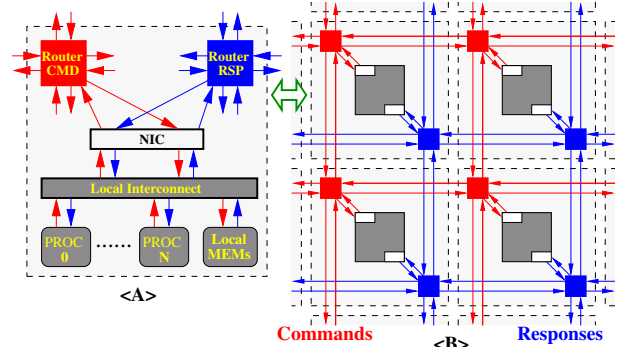 Router
CMD
Router
RSP
NIC
Local Interconnect
PROC
0
......
PROC
N
Local
MEMs
<A>
Commands
<B>
Responses